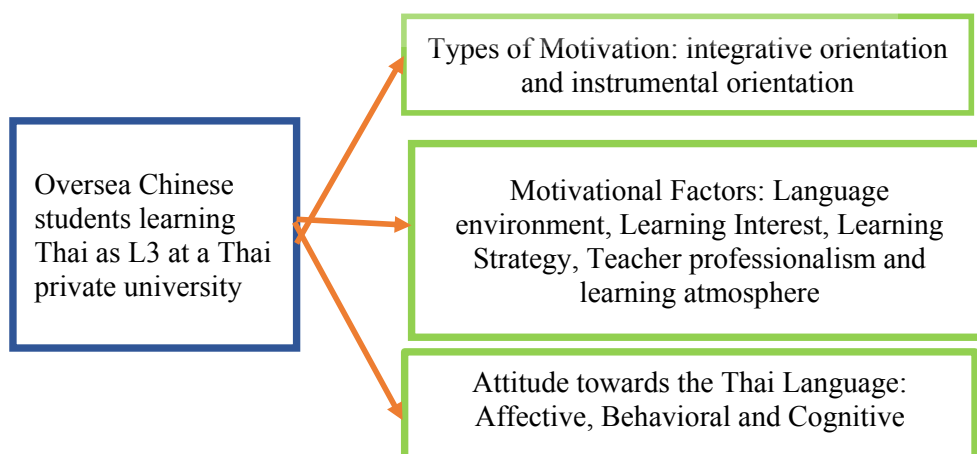 Types of Motivation: integrative orientation
and instrumental orientation
Oversea Chinese
students learning
Thai as L3 at a Thai
private university
Motivational Factors: Language
environment, Learning Interest, Learning
Strategy, Teacher professionalism and
learning atmosphere
Attitude towards the Thai Language:
Affective, Behavioral and Cognitive